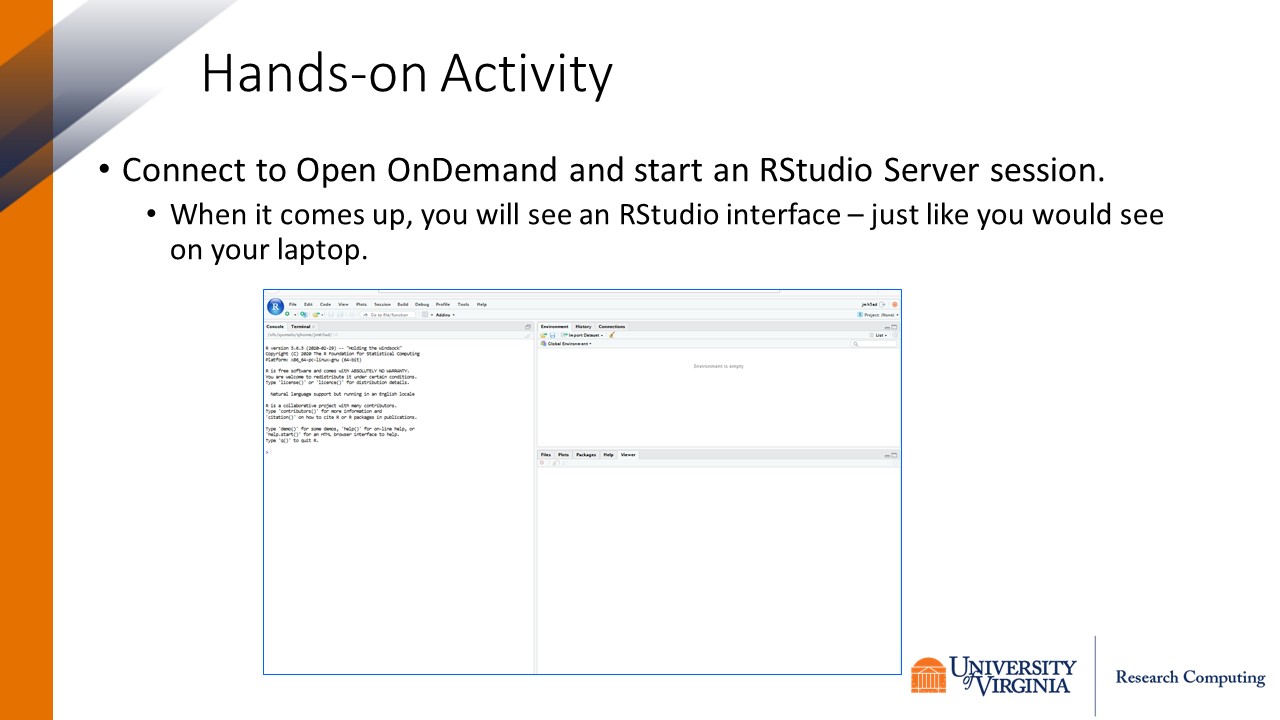 Hands-on Activity
• Connect to Open OnDemand and start an RStudio Server session.
• When it comes up, you will see an RStudio interface – just like you would see
on your laptop.
R
File Edit Code View Plots Session Build Debug Profile Tools Help
Go to file/function
Addins
Project: (None)
Console Terminal
Environment History Connections
Import Dataset
List
Global Environment
Environment is empty
R version 3.6.3 (2020-02-29) -- "Holding the Windsock"
Copyright (C) 2020 The R Foundation for Statistical Computing
Platform: x86_64-pc-linux-gnu (64-bit)
R is free software and comes with ABSOLUTELY NO WARRANTY.
You are welcome to redistribute it under certain conditions.
Type 'license()' or 'licence()' for distribution details.
Natural language support but running in an English locale
R is a collaborative project with many contributors.
Type 'contributors()' for more information and
'citation()' on how to cite R or R packages in publications.
Type 'demo()' for some demos, 'help()' for on-line help, or
'help.start()' for an HTML browser interface to help.
Type 'q()' to quit R.
>
Files Plots Packages Help Viewer
UNIVERSITY
of VIRGINIA
Research Computing